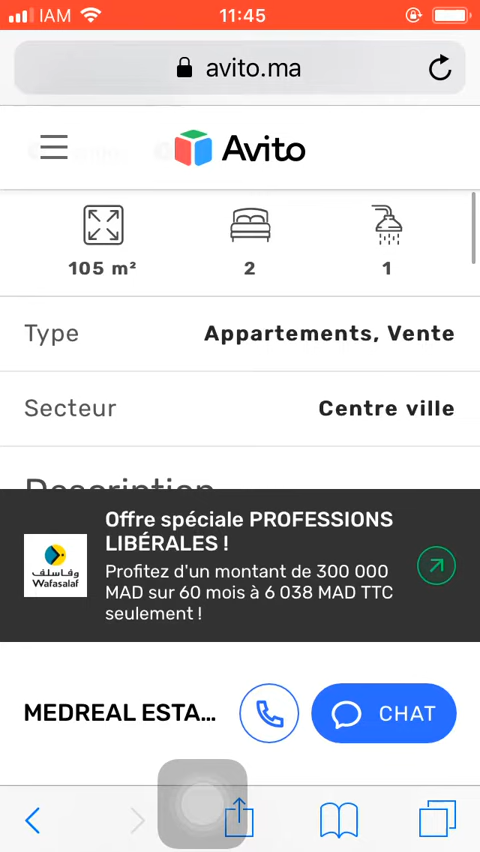 IAM
11:45
avito.ma
Avito
105 m²
2
1
Type
Appartements, Vente
Secteur
Centre ville
Description
Offre spéciale PROFESSIONS
LIBÉRALES !
Profitez d'un montant de 300 000
MAD sur 60 mois à 6 038 MAD TTC
seulement !
وفاسلف
Wafasalaf
MEDREAL ESTA...
CHAT